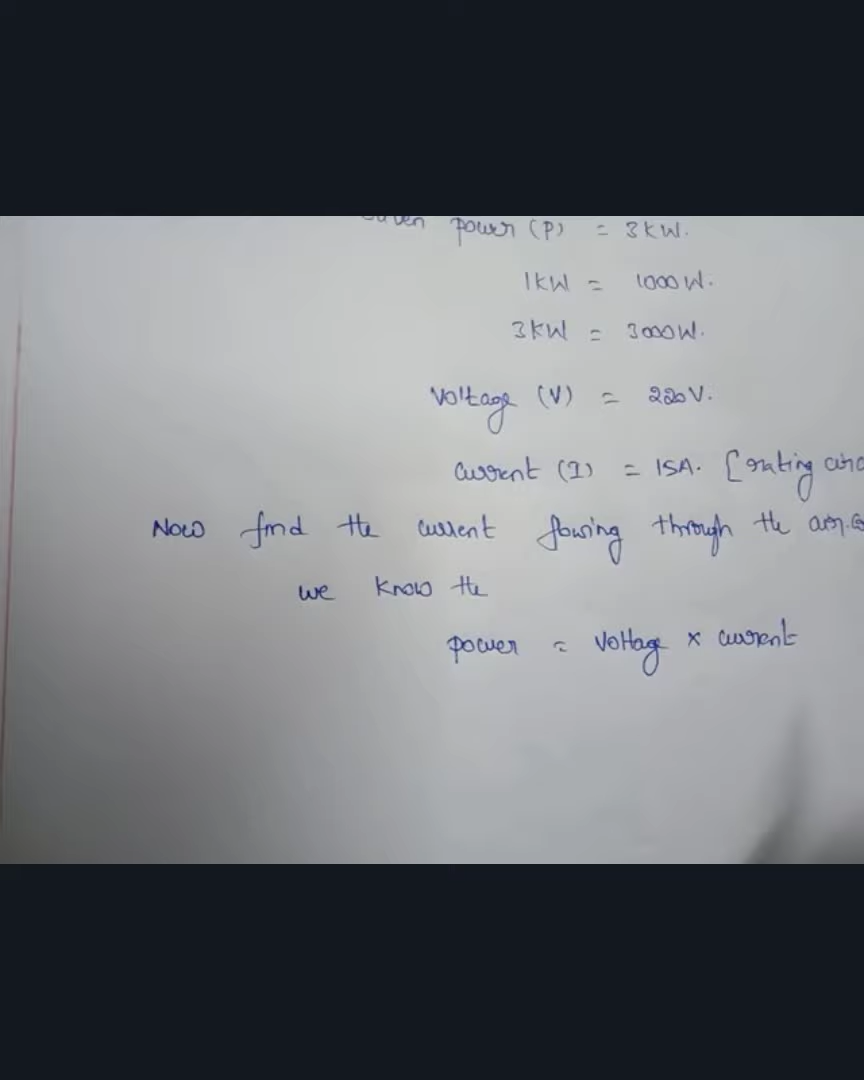 power (P) = 3KW.
1KW = 1000W.
3KW = 3000W.
Voltage (V) = 220V.
Current (I) = 15A. [rating
Now find the current flowing through the
we know the
power = Voltage × current